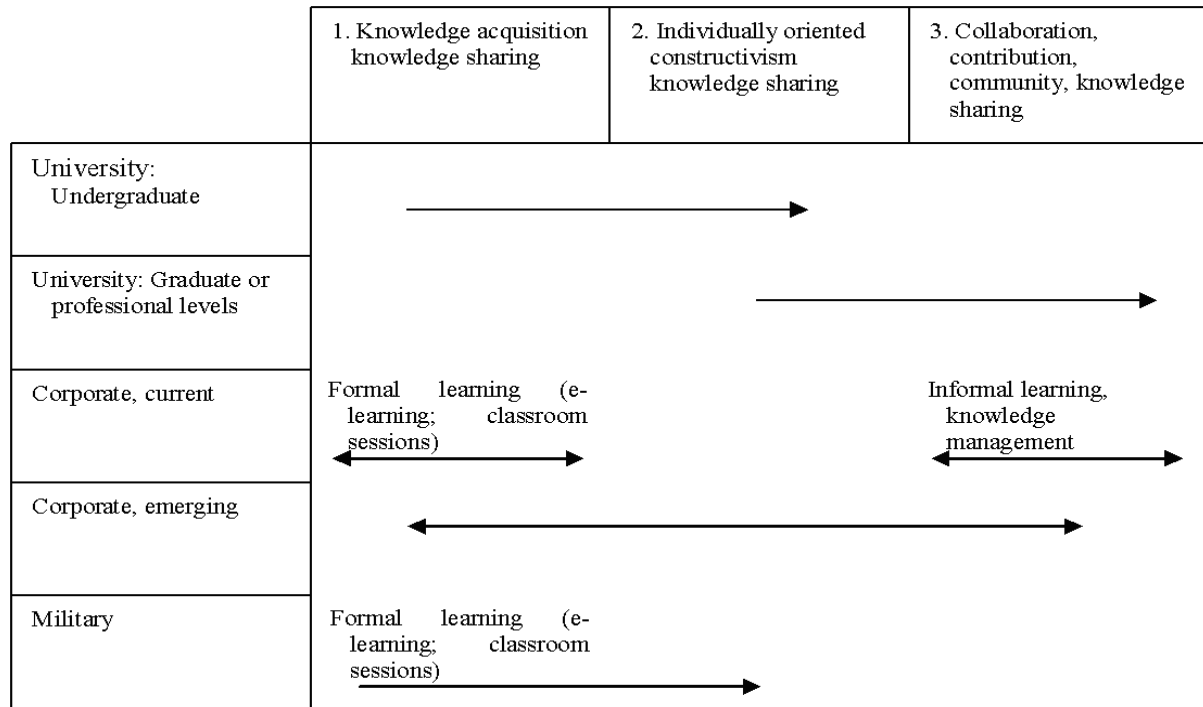 1. Knowledge acquisition
knowledge sharing
2. Individually oriented
constructivism
knowledge sharing
3. Collaboration,
contribution,
community, knowledge
sharing
University:
Undergraduate
University: Graduate or
professional levels
Corporate, current
Formal learning (e-
learning; classroom
sessions)
Informal learning,
knowledge
management
Corporate, emerging
Military
Formal learning (e-
learning; classroom
sessions)